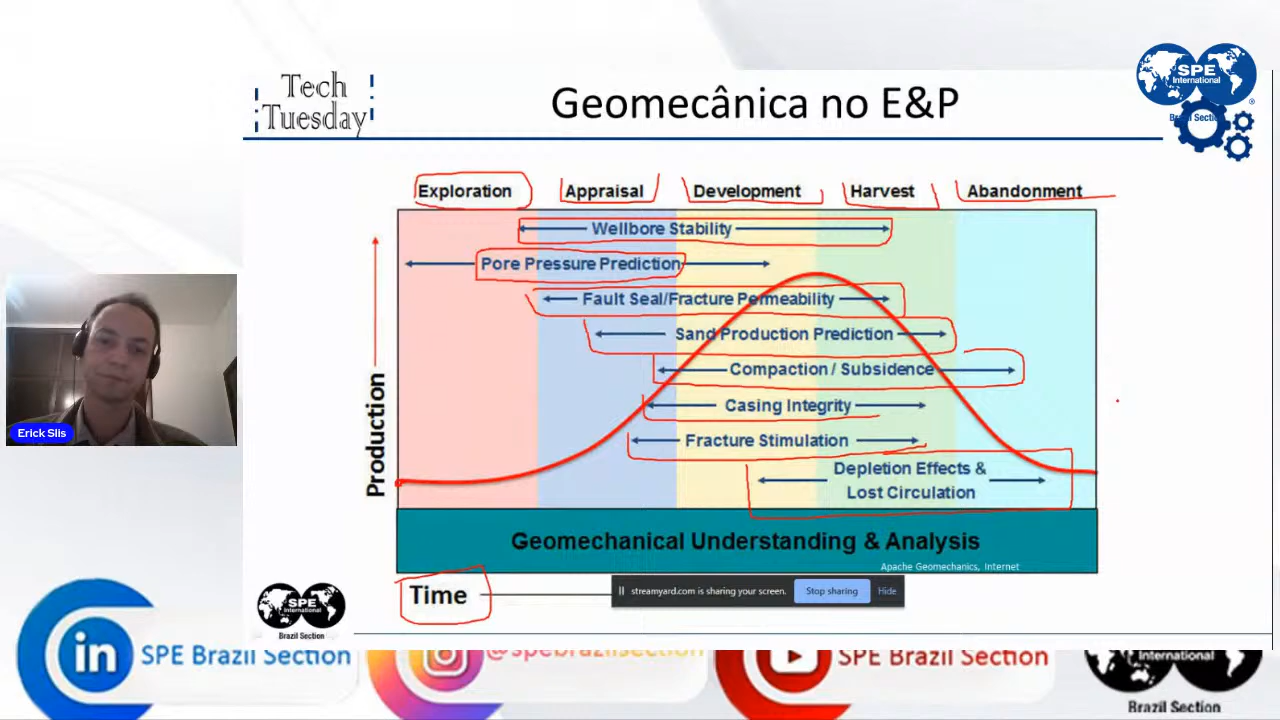 Tech
Tuesday
Geomecânica no E&P
SPE
International
Brazil Section
Exploration
Appraisal
Development
Harvest
Abandonment
Wellbore Stability
Pore Pressure Prediction
Fault Seal/Fracture Permeability
Sand Production Prediction
Compaction / Subsidence
Casing Integrity
Fracture Stimulation
Depletion Effects &
Lost Circulation
Production
Geomechanical Understanding & Analysis
Apache Geomechanics, Internet
Time
streamyard.com is sharing your screen.
Stop sharing
Hide
Erick Slis
SPE
International
Brazil Section
in
SPE Brazil Section
@spebrazilsection
SPE Brazil Section
International
Brazil Section